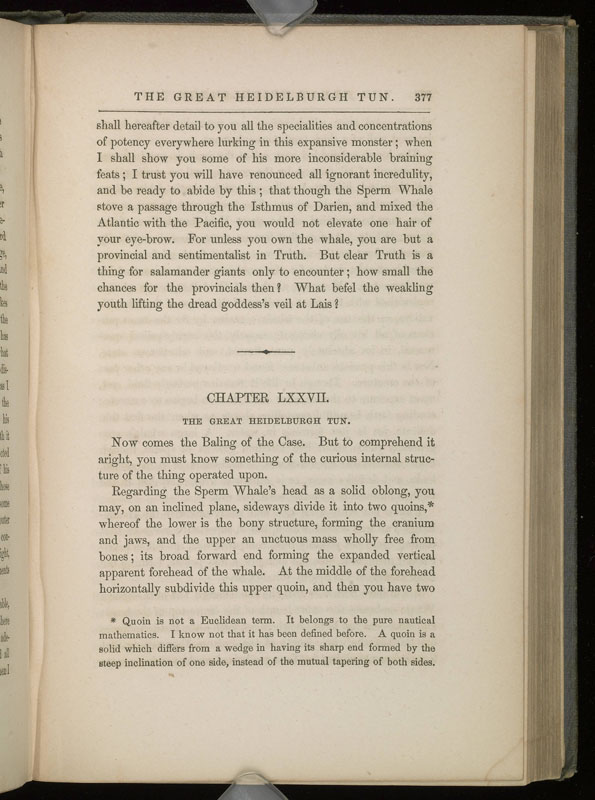 THE GREAT HEIDELBURGH TUN. 377
shall hereafter detail to you all the specialities and concentrations
of potency everywhere lurking in this expansive monster; when
I shall show you some of his more inconsiderable braining
feats; I trust you will have renounced all ignorant incredulity,
and be ready to abide by this; that though the Sperm Whale
stove a passage through the Isthmus of Darien, and mixed the
Atlantic with the Pacific, you would not elevate one hair of
your eye-brow. For unless you own the whale, you are but a
provincial and sentimentalist in Truth. But clear Truth is a
thing for salamander giants only to encounter; how small the
chances for the provincials then? What befel the weakling
youth lifting the dread goddess's veil at Lais?
CHAPTER LXXVII.
THE GREAT HEIDELBURGH TUN.
Now comes the Baling of the Case. But to comprehend it
aright, you must know something of the curious internal struc-
ture of the thing operated upon.
Regarding the Sperm Whale's head as a solid oblong, you
may, on an inclined plane, sideways divide it into two quoins,*
whereof the lower is the bony structure, forming the cranium
and jaws, and the upper an unctuous mass wholly free from
bones; its broad forward end forming the expanded vertical
apparent forehead of the whale. At the middle of the forehead
horizontally subdivide this upper quoin, and then you have two
* Quoin is not a Euclidean term. It belongs to the pure nautical
mathematics. I know not that it has been defined before. A quoin is a
solid which differs from a wedge in having its sharp end formed by the
steep inclination of one side, instead of the mutual tapering of both sides.